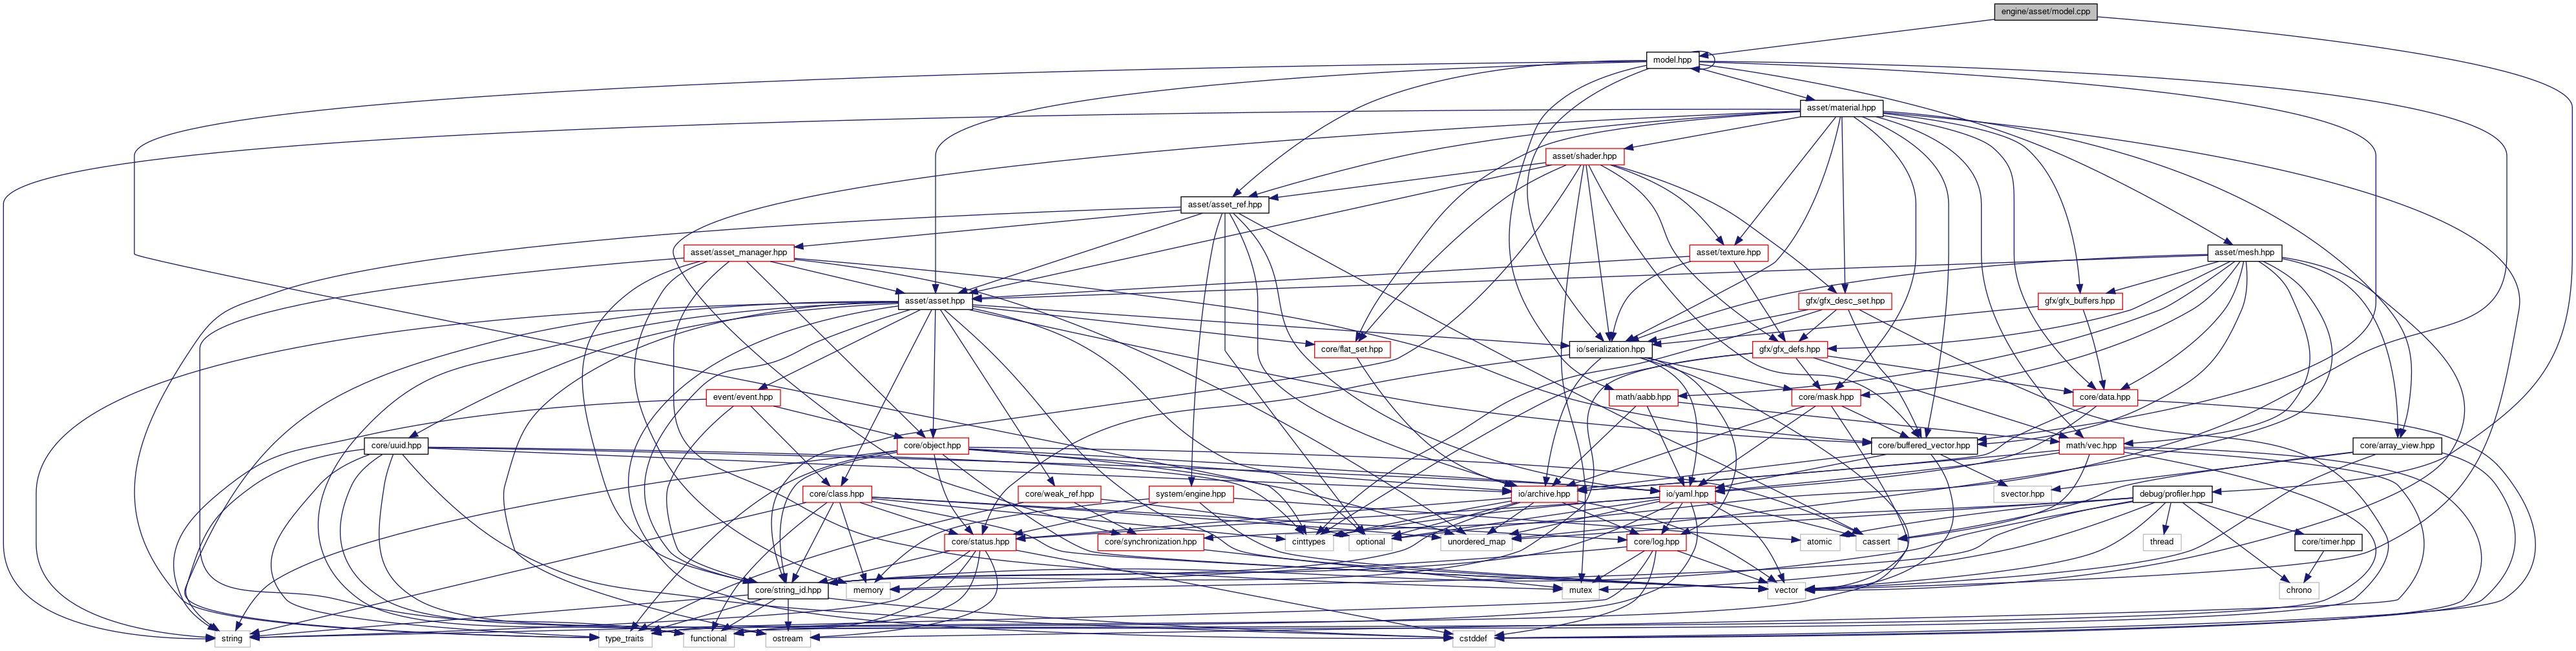 engine/asset/model.cpp
model.hpp
asset/material.hpp
asset/shader.hpp
asset/asset_ref.hpp
asset/asset_manager.hpp
asset/texture.hpp
asset/mesh.hpp
asset/asset.hpp
gfx/gfx_desc_set.hpp
gfx/gfx_buffers.hpp
core/flat_set.hpp
io/serialization.hpp
gfx/gfx_defs.hpp
event/event.hpp
math/aabb.hpp
core/mask.hpp
core/data.hpp
core/uuid.hpp
core/object.hpp
core/buffered_vector.hpp
math/vec.hpp
core/array_view.hpp
core/class.hpp
core/weak_ref.hpp
system/engine.hpp
io/archive.hpp
io/yaml.hpp
svector.hpp
debug/profiler.hpp
core/status.hpp
core/synchronization.hpp
cinttypes
optional
unordered_map
core/log.hpp
atomic
cassert
thread
core/timer.hpp
core/string_id.hpp
memory
mutex
vector
chrono
string
type_traits
functional
ostream
cstddef